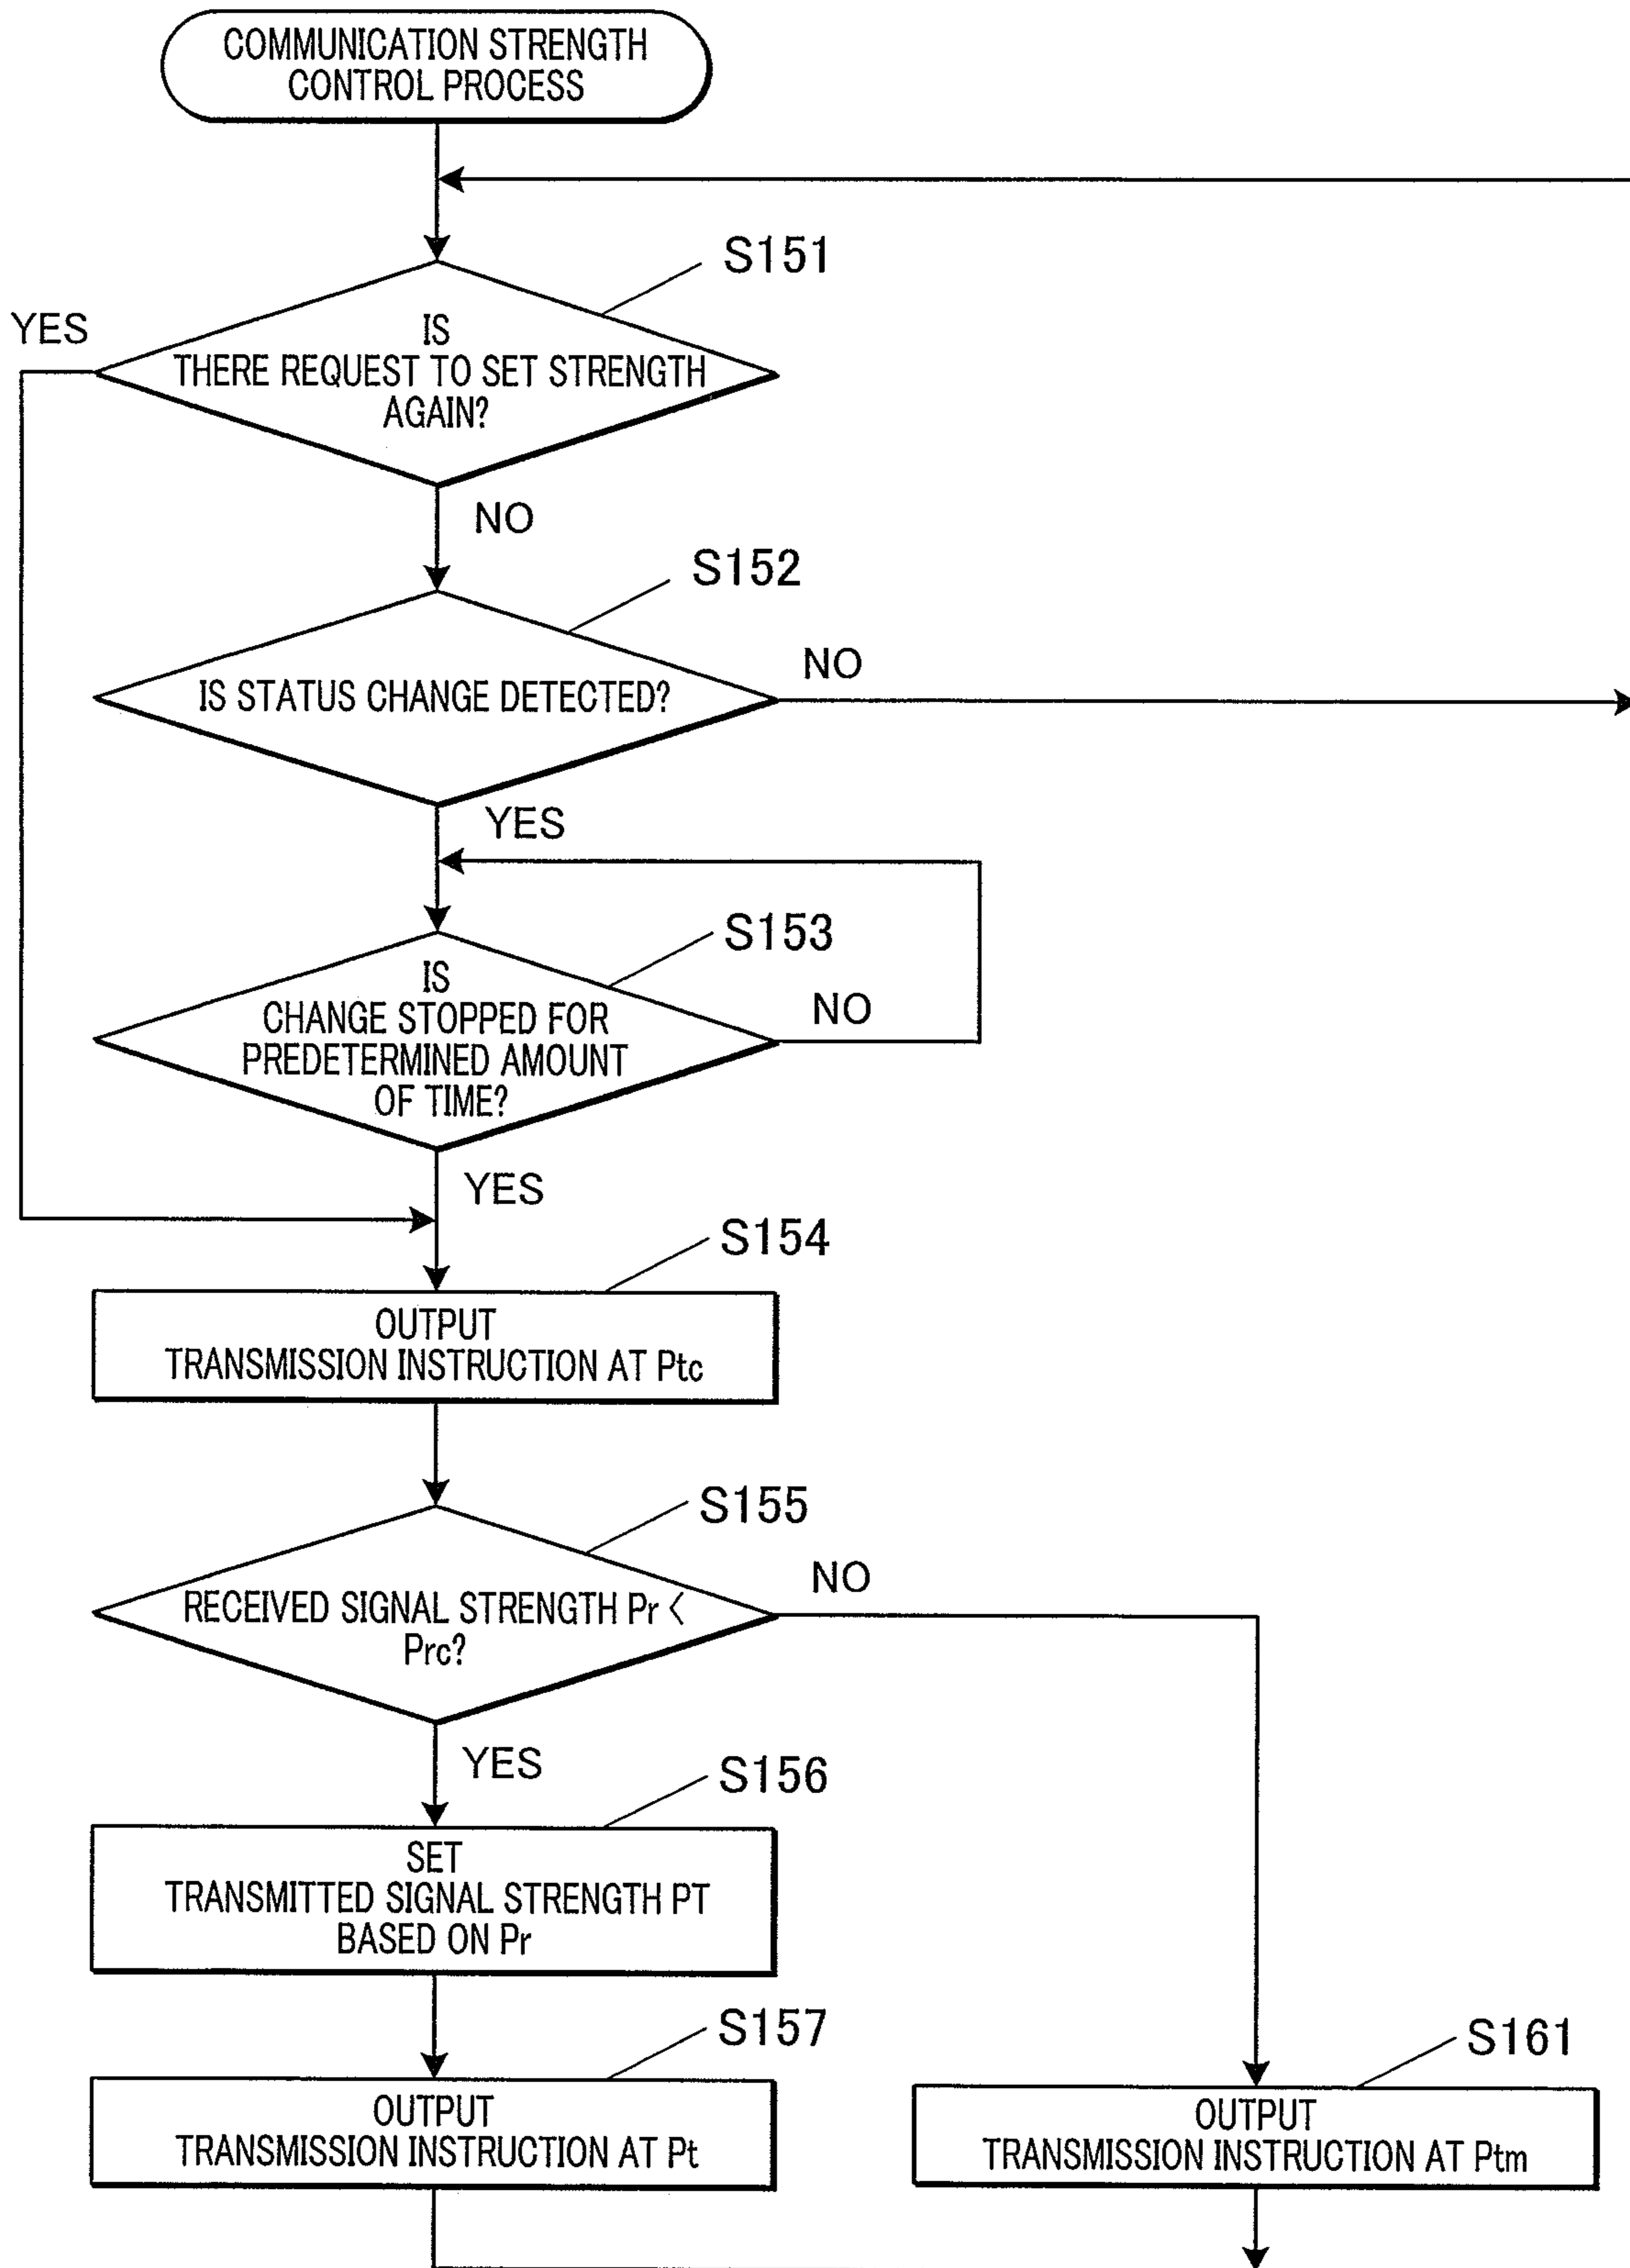 COMMUNICATION STRENGTH
CONTROL PROCESS
S151
YES
IS
THERE REQUEST TO SET STRENGTH
AGAIN?
NO
S152
NO
IS STATUS CHANGE DETECTED?
YES
S153
IS
CHANGE STOPPED FOR
PREDETERMINED AMOUNT
OF TIME?
NO
YES
S154
OUTPUT
TRANSMISSION INSTRUCTION AT Ptc
S155
NO
RECEIVED SIGNAL STRENGTH Pr <
Prc?
YES
S156
SET
TRANSMITTED SIGNAL STRENGTH PT
BASED ON Pr
S157
OUTPUT
TRANSMISSION INSTRUCTION AT Pt
S161
OUTPUT
TRANSMISSION INSTRUCTION AT Ptm